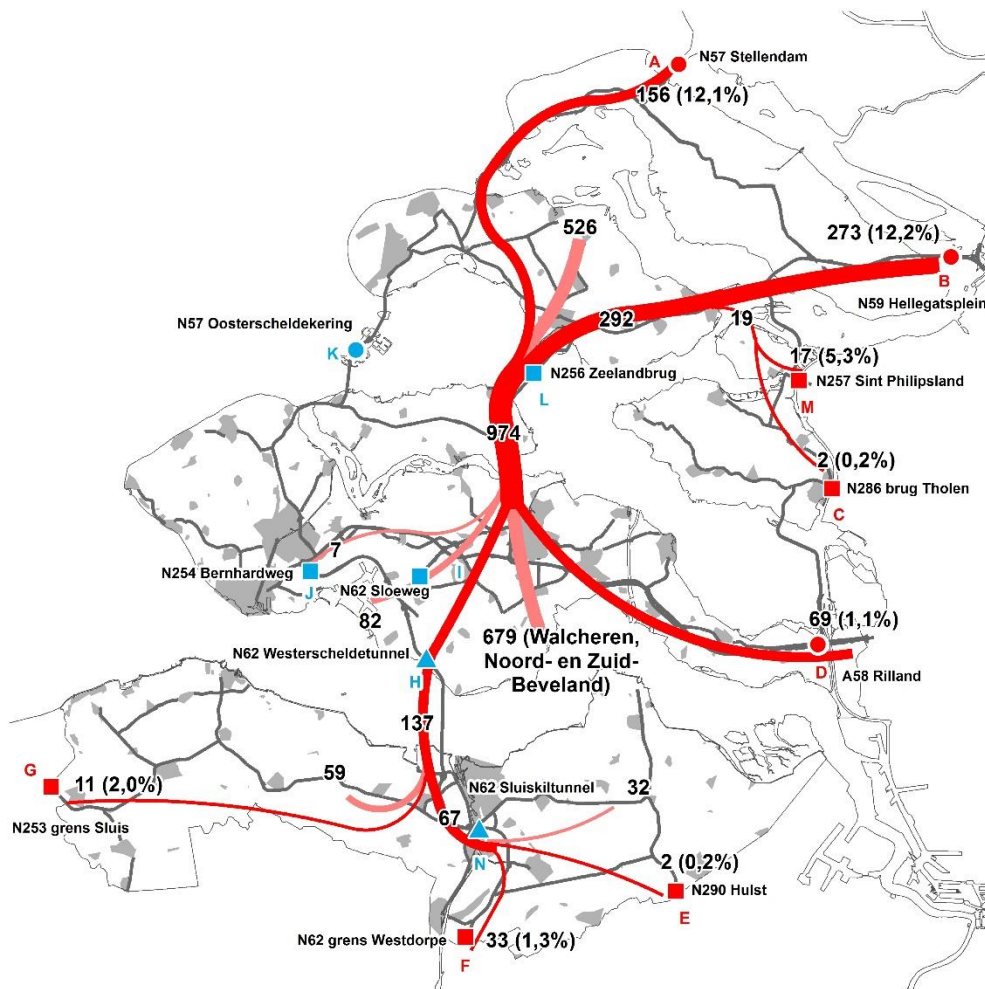 N57 Stellendam
A
156 (12,1%)
526
273 (12,2%)
B
N59 Hellegatsplein
292
19
N57 Oosterscheldekering
K
17 (5,3%)
N256 Zeelandbrug
L
N257 Sint Philipsland
M
974
2 (0,2%)
N286 brug Tholen
C
7
N254 Bernhardweg
J
N62 Sloeweg
I
82
679 (Walcheren,
Noord- en Zuid-
Beveland)
69 (1,1%)
D
A58 Rilland
N62 Westerscheldetunnel
H
137
G
11 (2,0%)
N253 grens Sluis
59
N62 Sluiskiltunnel
32
67
N
2 (0,2%)
N290 Hulst
E
N62 grens Westdorpe
33 (1,3%)
F